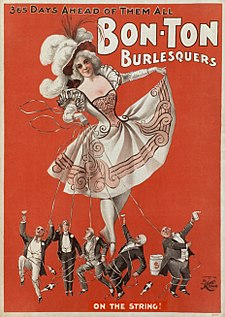 365 DAYS AHEAD OF THEM ALL
BON-TON
BURLESQUERS
ON THE STRING!